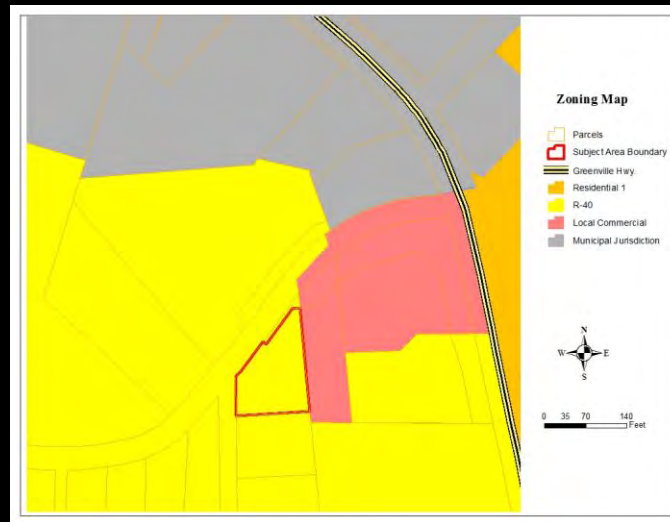 Zoning Map
Parcels
Subject Area Boundary
Greenville Hwy.
Residential 1
R-40
Local Commercial
Municipal Jurisdiction
N
W E
S
0 35 70 140
Feet